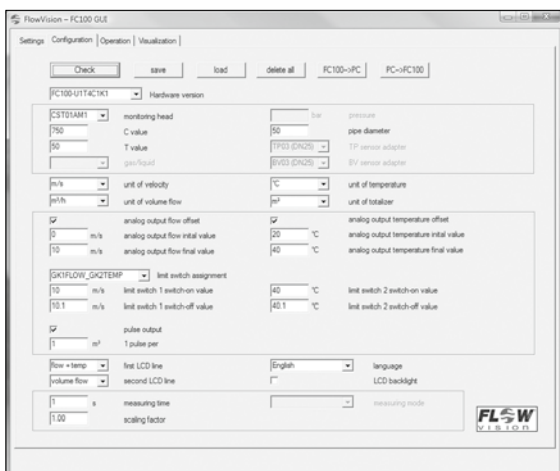 FlowVision – FC100 GUI
Settings Configuration Operation Visualization
Check save load delete all FC100->PC PC->FC100
FC100-U1T4C1K1 Hardware version
CST01AM1 monitoring head bar pressure
750 C value 50 pipe diameter
50 T value TP03 (DN25) TP sensor adapter
gas/liquid BV03 (DN25) BV sensor adapter
m/s unit of velocity °C unit of temperature
m³/h unit of volume flow m³ unit of totalizer
analog output flow offset analog output temperature offset
0 m/s analog output flow inital value 20 °C analog output temperature inital value
10 m/s analog output flow final value 40 °C analog output temperature final value
GK1FLOW_GK2TEMP limit switch assignment
10 m/s limit switch 1 switch-on value 40 °C limit switch 2 switch-on value
10.1 m/s limit switch 1 switch-off value 40.1 °C limit switch 2 switch-off value
pulse output
1 m³ 1 pulse per
flow + temp first LCD line English language
volume flow second LCD line LCD backlight
1 s measuring time measuring mode
1.00 scaling factor
FLOW
VISION